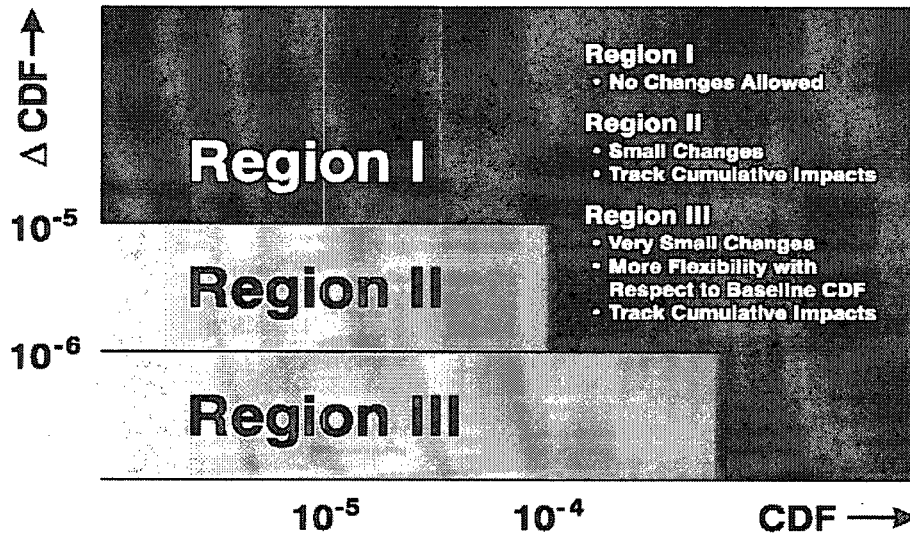 Δ CDF →
Region I
• No Changes Allowed
Region II
• Small Changes
• Track Cumulative Impacts
Region III
• Very Small Changes
• More Flexibility with
Respect to Baseline CDF
• Track Cumulative Impacts
Region I
10⁻⁵
Region II
10⁻⁶
Region III
10⁻⁵
10⁻⁴
CDF →